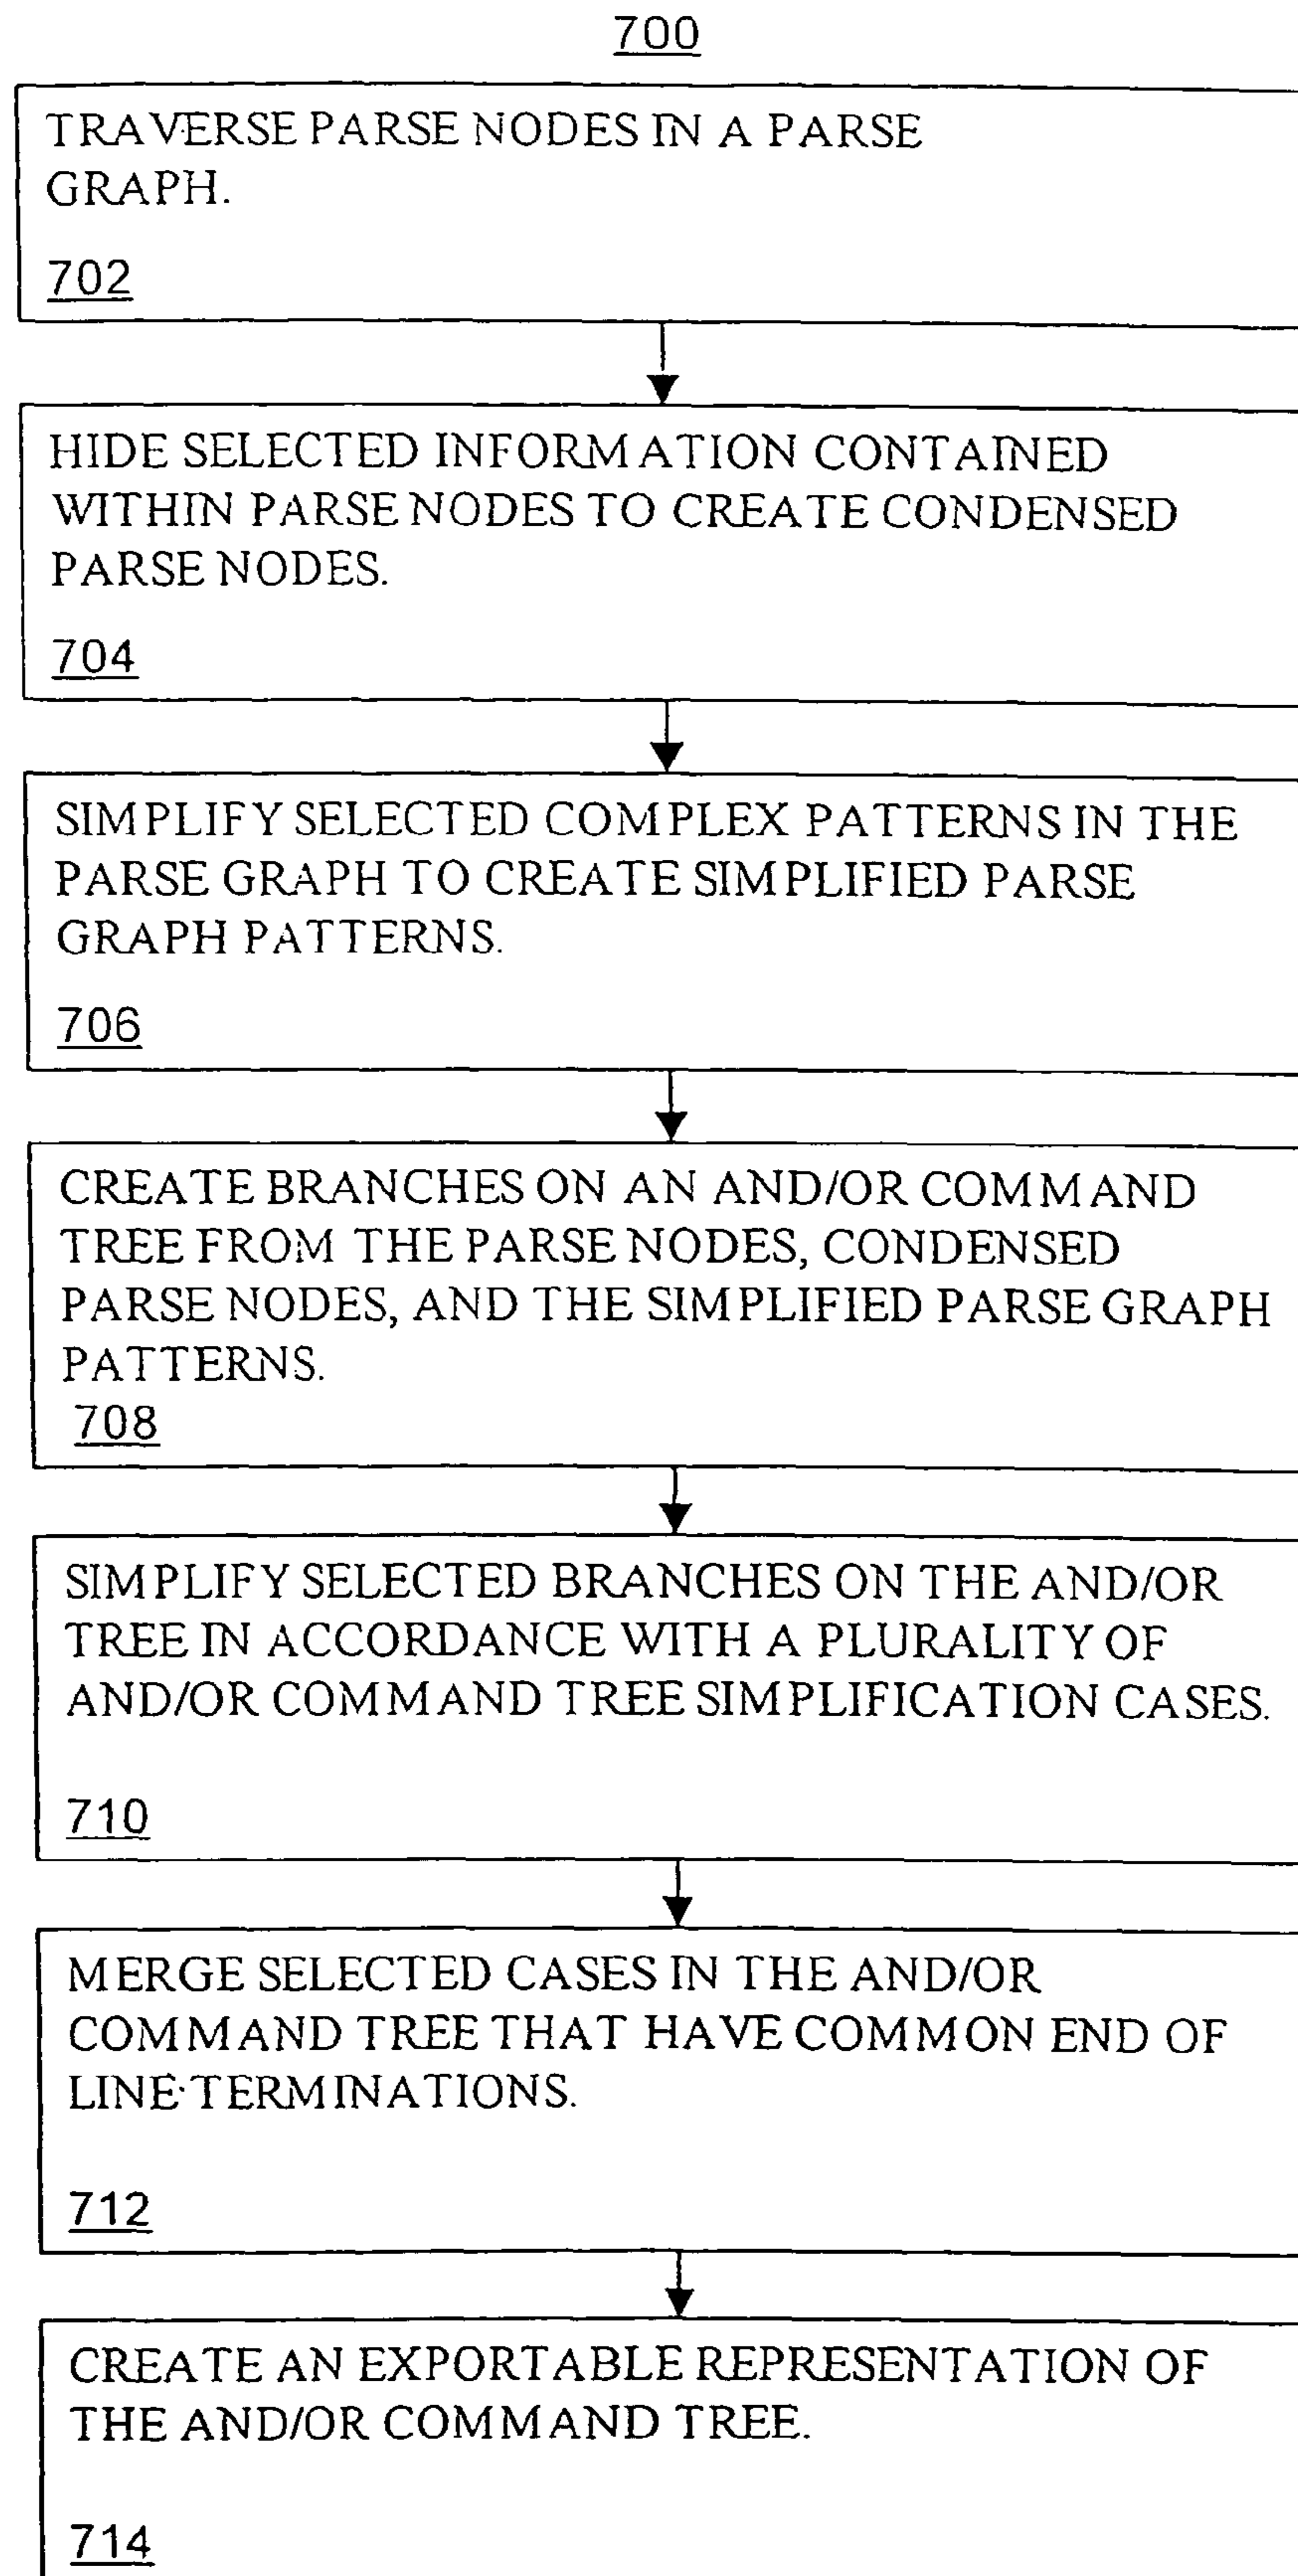 700
TRAVERSE PARSE NODES IN A PARSE
GRAPH.
702
HIDE SELECTED INFORMATION CONTAINED
WITHIN PARSE NODES TO CREATE CONDENSED
PARSE NODES.
704
SIMPLIFY SELECTED COMPLEX PATTERNS IN THE
PARSE GRAPH TO CREATE SIMPLIFIED PARSE
GRAPH PATTERNS.
706
CREATE BRANCHES ON AN AND/OR COMMAND
TREE FROM THE PARSE NODES, CONDENSED
PARSE NODES, AND THE SIMPLIFIED PARSE GRAPH
PATTERNS.
708
SIMPLIFY SELECTED BRANCHES ON THE AND/OR
TREE IN ACCORDANCE WITH A PLURALITY OF
AND/OR COMMAND TREE SIMPLIFICATION CASES.
710
MERGE SELECTED CASES IN THE AND/OR
COMMAND TREE THAT HAVE COMMON END OF
LINE TERMINATIONS.
712
CREATE AN EXPORTABLE REPRESENTATION OF
THE AND/OR COMMAND TREE.
714